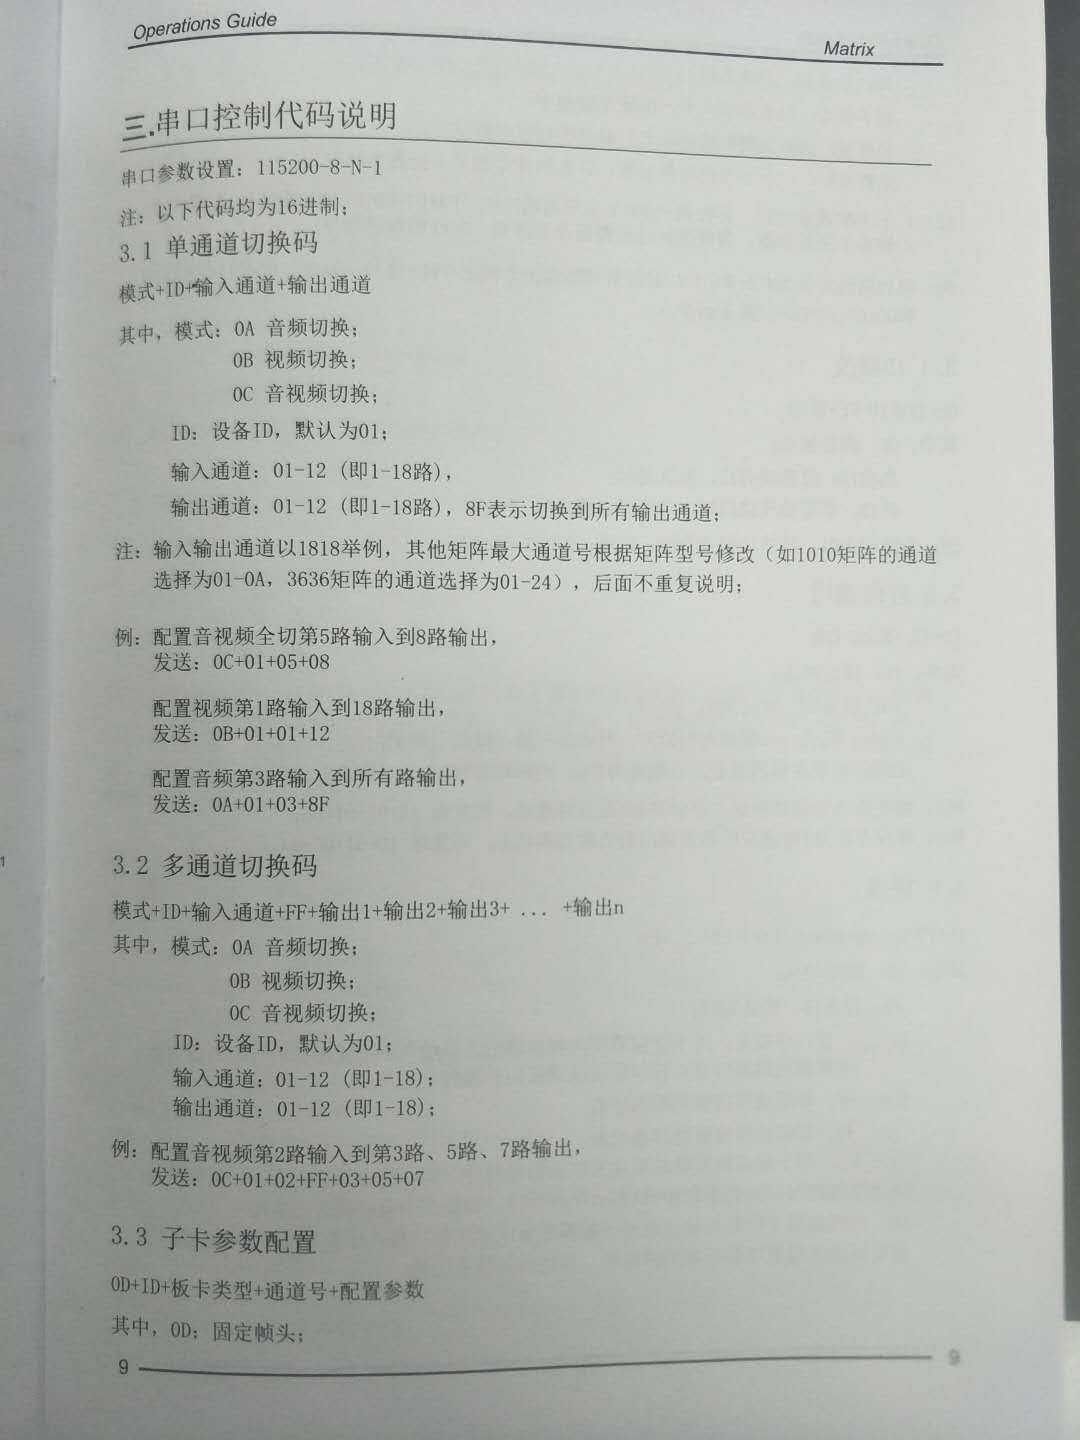 Operations Guide
Matrix
三.串口控制代码说明
串口参数设置：115200-8-N-1
注：以下代码均为16进制；
3.1 单通道切换码
模式+ID+输入通道+输出通道
其中，模式：0A 音频切换；
0B 视频切换；
0C 音视频切换；
ID：设备ID，默认为01；
输入通道：01-12（即1-18路），
输出通道：01-12（即1-18路），8F表示切换到所有输出通道；
注：输入输出通道以1818举例，其他矩阵最大通道号根据矩阵型号修改（如1010矩阵的通道
选择为01-0A，3636矩阵的通道选择为01-24），后面不重复说明；
例：配置音视频全切第5路输入到8路输出，
发送：0C+01+05+08
配置视频第1路输入到18路输出，
发送：0B+01+01+12
配置音频第3路输入到所有路输出，
发送：0A+01+03+8F
3.2 多通道切换码
模式+ID+输入通道+FF+输出1+输出2+输出3+ ... +输出n
其中，模式：0A 音频切换；
0B 视频切换；
0C 音视频切换；
ID：设备ID，默认为01；
输入通道：01-12（即1-18）；
输出通道：01-12（即1-18）；
例：配置音视频第2路输入到第3路、5路、7路输出，
发送：0C+01+02+FF+03+05+07
3.3 子卡参数配置
0D+ID+板卡类型+通道号+配置参数
其中，0D：固定帧头；
9
9